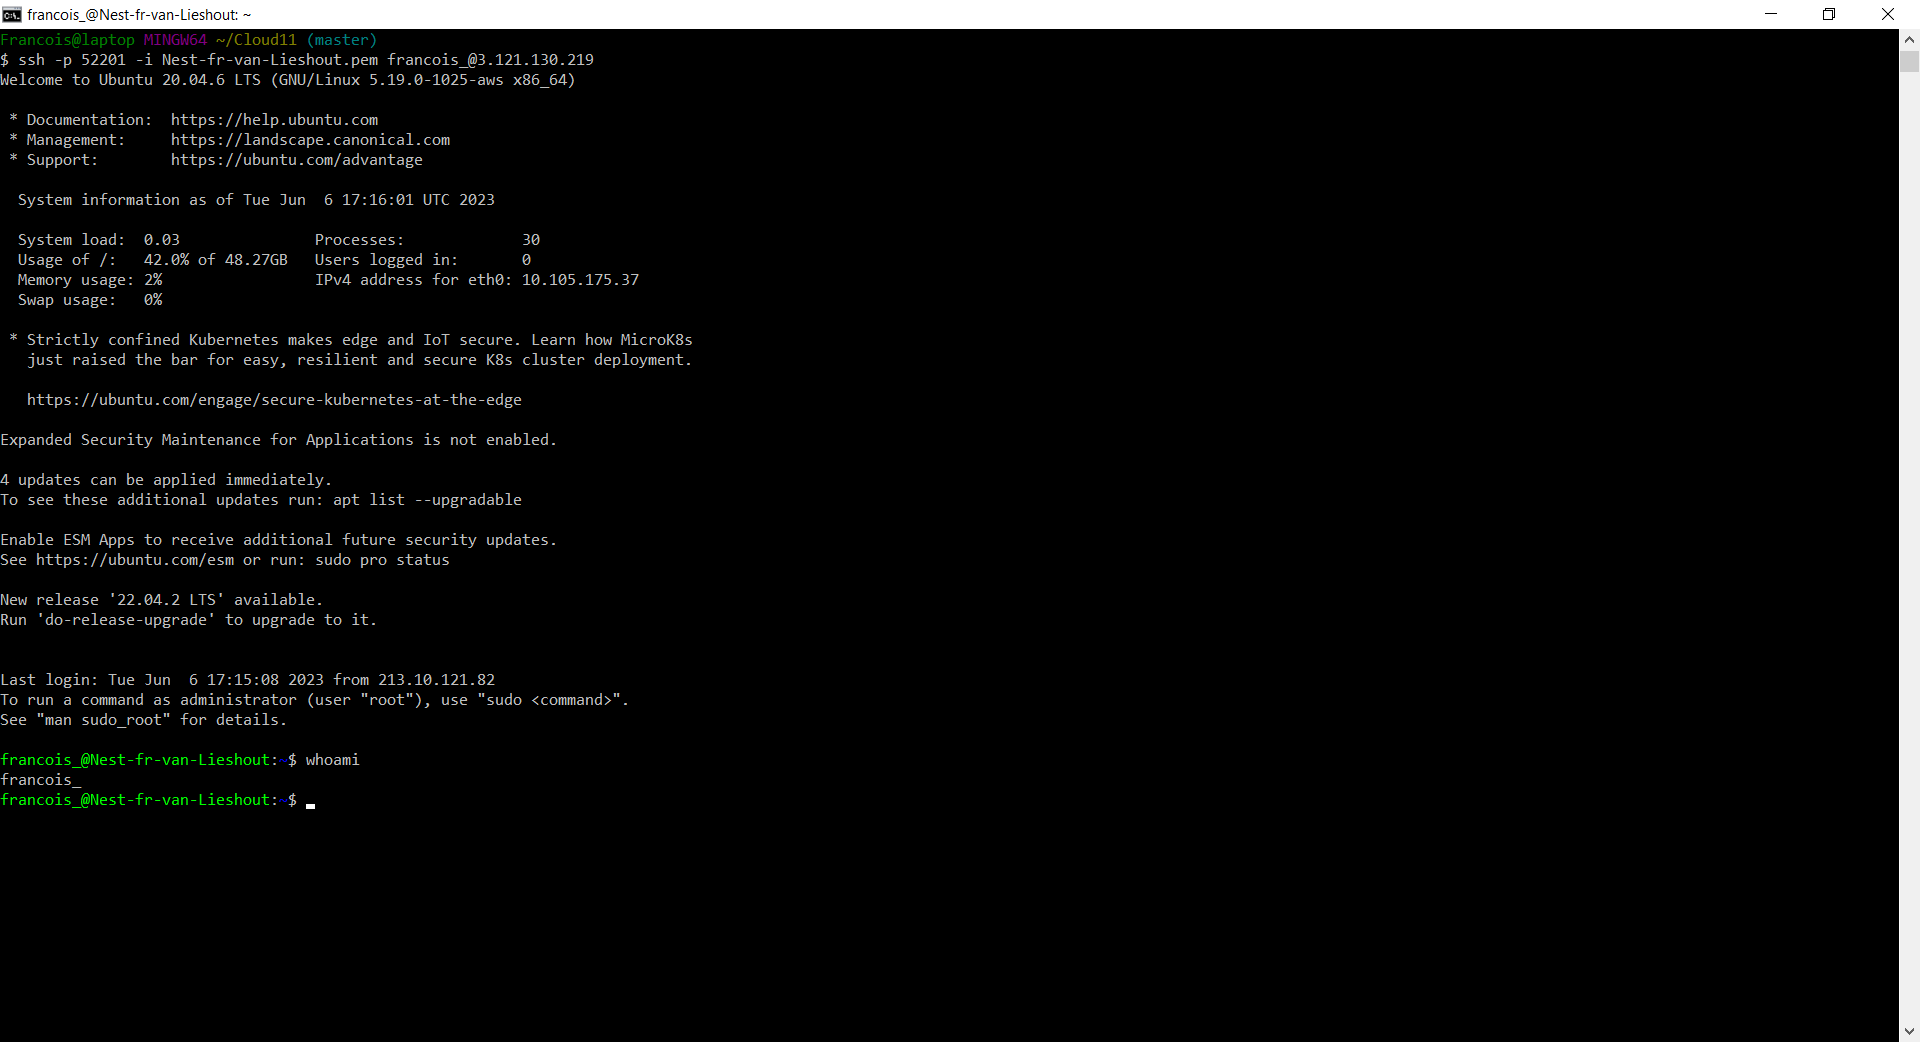 francois_@Nest-fr-van-Lieshout: ~
Francois@laptop MINGW64 ~/Cloud11 (master)
$ ssh -p 52201 -i Nest-fr-van-Lieshout.pem francois_@3.121.130.219
Welcome to Ubuntu 20.04.6 LTS (GNU/Linux 5.19.0-1025-aws x86_64)

 * Documentation:  https://help.ubuntu.com
 * Management:     https://landscape.canonical.com
 * Support:        https://ubuntu.com/advantage

  System information as of Tue Jun  6 17:16:01 UTC 2023

  System load:  0.03               Processes:             30
  Usage of /:   42.0% of 48.27GB   Users logged in:       0
  Memory usage: 2%                 IPv4 address for eth0: 10.105.175.37
  Swap usage:   0%

 * Strictly confined Kubernetes makes edge and IoT secure. Learn how MicroK8s
   just raised the bar for easy, resilient and secure K8s cluster deployment.

   https://ubuntu.com/engage/secure-kubernetes-at-the-edge

Expanded Security Maintenance for Applications is not enabled.

4 updates can be applied immediately.
To see these additional updates run: apt list --upgradable

Enable ESM Apps to receive additional future security updates.
See https://ubuntu.com/esm or run: sudo pro status

New release '22.04.2 LTS' available.
Run 'do-release-upgrade' to upgrade to it.


Last login: Tue Jun  6 17:15:08 2023 from 213.10.121.82
To run a command as administrator (user "root"), use "sudo <command>".
See "man sudo_root" for details.

francois_@Nest-fr-van-Lieshout:~$ whoami
francois_
francois_@Nest-fr-van-Lieshout:~$